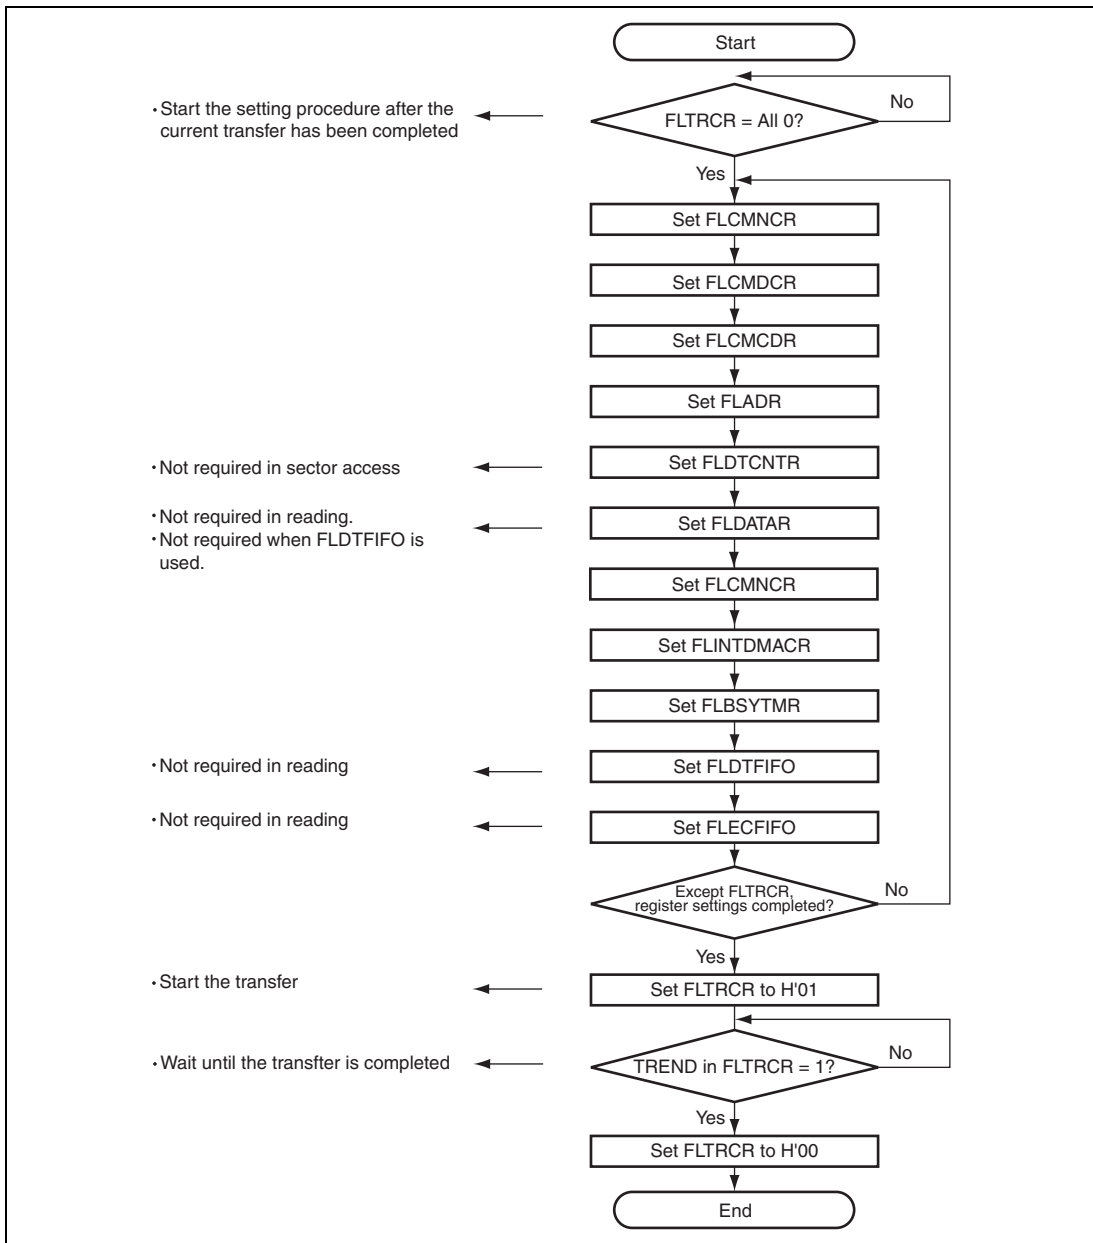 Start
No
· Start the setting procedure after the
current transfer has been completed
FLTRCR = All 0?
Yes
Set FLCMNCR
Set FLCMDCR
Set FLCMCDR
Set FLADR
· Not required in sector access
Set FLDTCNTR
· Not required in reading.
· Not required when FLDTFIFO is
used.
Set FLDATAR
Set FLCMNCR
Set FLINTDMACR
Set FLBSYTMR
· Not required in reading
Set FLDTFIFO
· Not required in reading
Set FLECFIFO
Except FLTRCR,
register settings completed?
No
Yes
· Start the transfer
Set FLTRCR to H'01
· Wait until the transfter is completed
TREND in FLTRCR = 1?
No
Yes
Set FLTRCR to H'00
End